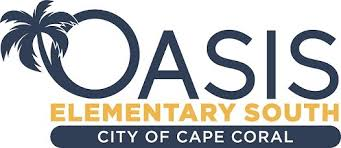 OASIS
ELEMENTARY SOUTH
CITY OF CAPE CORAL